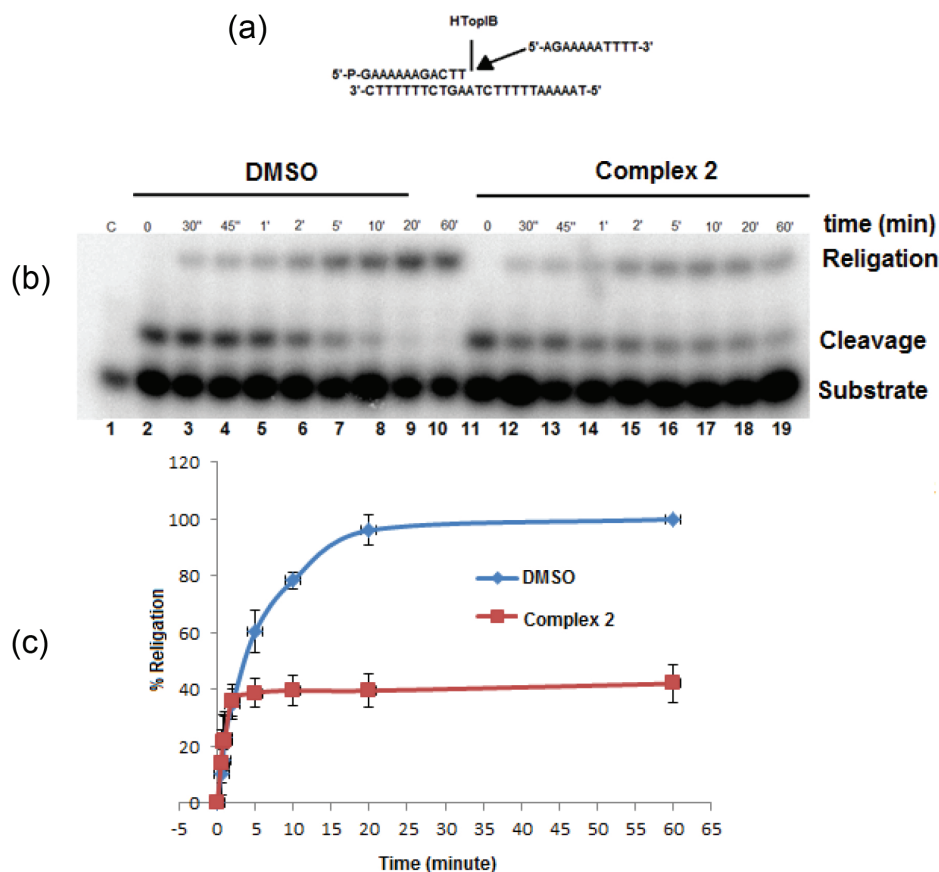 (a)
HTopIB
5'-AGAAAAATTTT-3'
5'-P-GAAAAAAGACTT
3'-CTTTTTTCTGAATCTTTTTAAAAAT-5'
(b)
DMSO Complex 2
C 0 30" 45" 1' 2' 5' 10' 20' 60' 0 30" 45" 1' 2' 5' 10' 20' 60' time (min)
Religation
Cleavage
Substrate
1 2 3 4 5 6 7 8 9 10 11 12 13 14 15 16 17 18 19
(c)
% Religation
120
100
80
60
40
20
0
DMSO
Complex 2
-5 0 5 10 15 20 25 30 35 40 45 50 55 60 65
Time (minute)